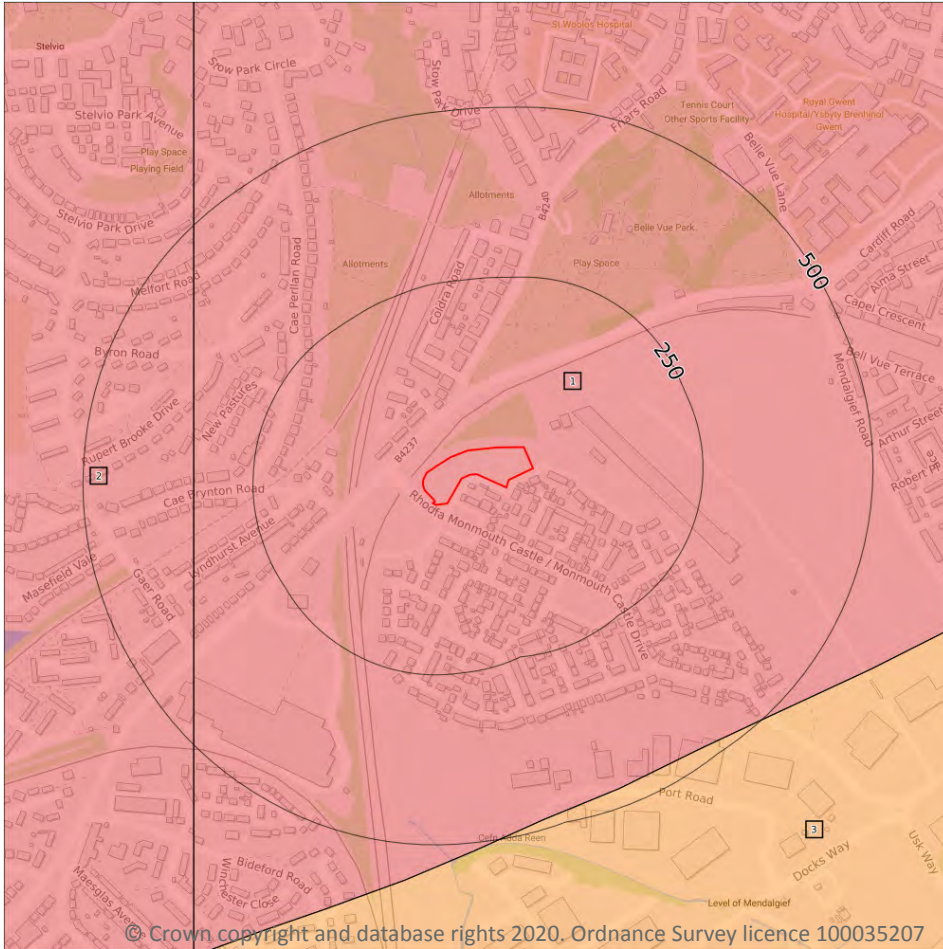 St Woolos Hospital
Stelvio
Stow Park Circle
Stow Park Drive
Friars Road
Tennis Court
Other Sports Facility
Royal Gwent
Hospital/Ysbyty Brenhinol
Gwent
Stelvio Park Avenue
Play Space
Playing Field
Belle Vue Lane
Allotments
B4240
Stelvio Park Drive
Belle Vue Park
Cardiff Road
Allotments
Play Space
500
Alma Street
Melfort Road
Cae Perllan Road
Coldra Road
Capel Crescent
Byron Road
250
Mendalgief Road
Bell Vue Terrace
1
New Pastures
Rupert Brooke Drive
Arthur Street
B4237
2
Robert Pl
Cae Brynton Road
Rhodfa Monmouth Castle / Monmouth Castle Drive
Lyndhurst Avenue
Masefield Vale
Gaer Road
Port Road
3
Cefn Adda Reen
Docks Way
Usk Way
Bideford Road
Winchester Close
Maesglas Avenue
Level of Mendalgief
© Crown copyright and database rights 2020. Ordnance Survey licence 100035207